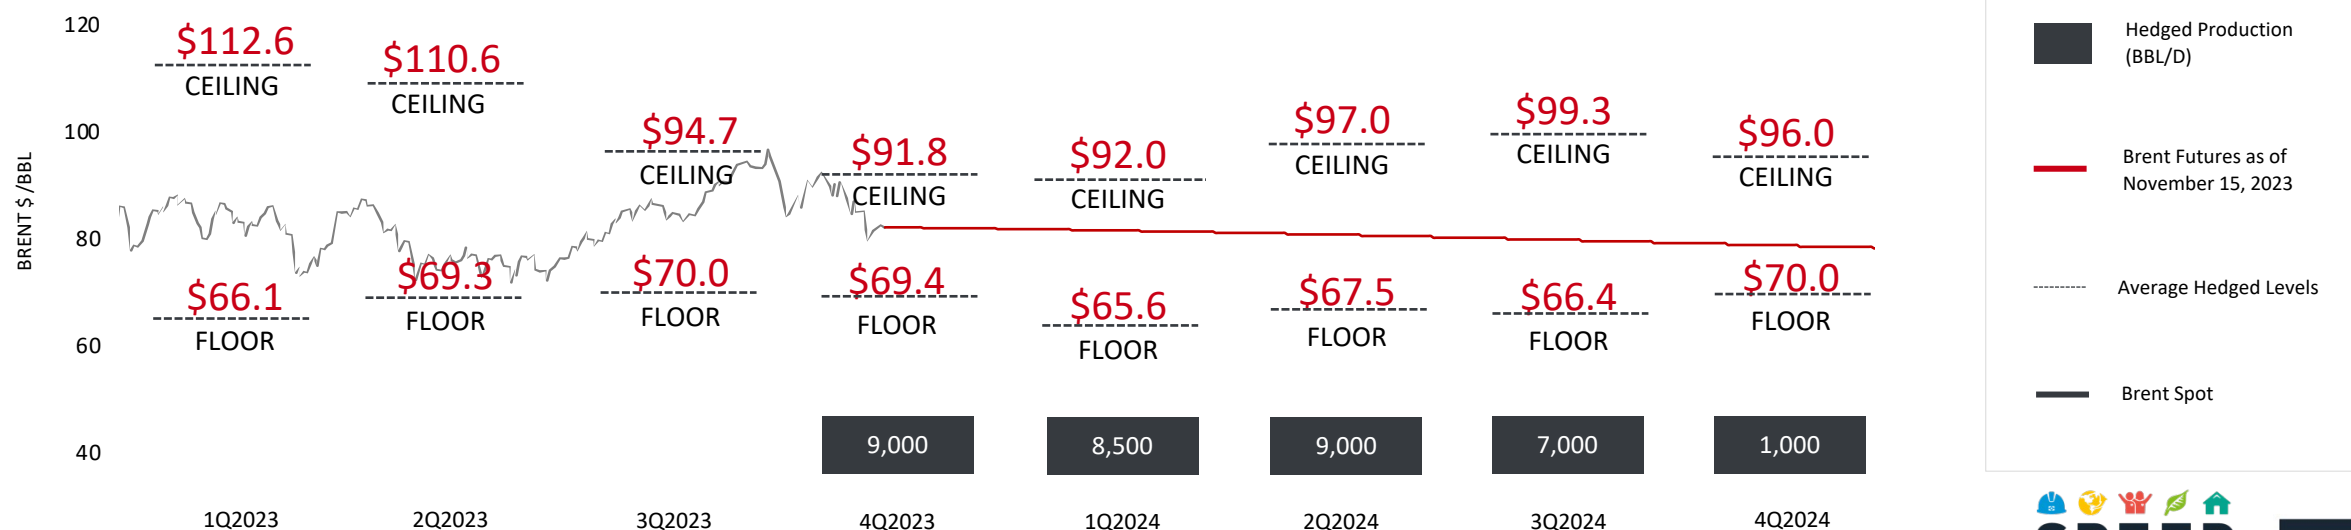 120
100
80
60
40
BRENT $ /BBL
$112.6
CEILING
$110.6
CEILING
$94.7
CEILING
$91.8
CEILING
$92.0
CEILING
$97.0
CEILING
$99.3
CEILING
$96.0
CEILING
$66.1
FLOOR
$69.3
FLOOR
$70.0
FLOOR
$69.4
FLOOR
$65.6
FLOOR
$67.5
FLOOR
$66.4
FLOOR
$70.0
FLOOR
9,000
8,500
9,000
7,000
1,000
1Q2023
2Q2023
3Q2023
4Q2023
1Q2024
2Q2024
3Q2024
4Q2024
Hedged Production
(BBL/D)
Brent Futures as of
November 15, 2023
Average Hedged Levels
Brent Spot